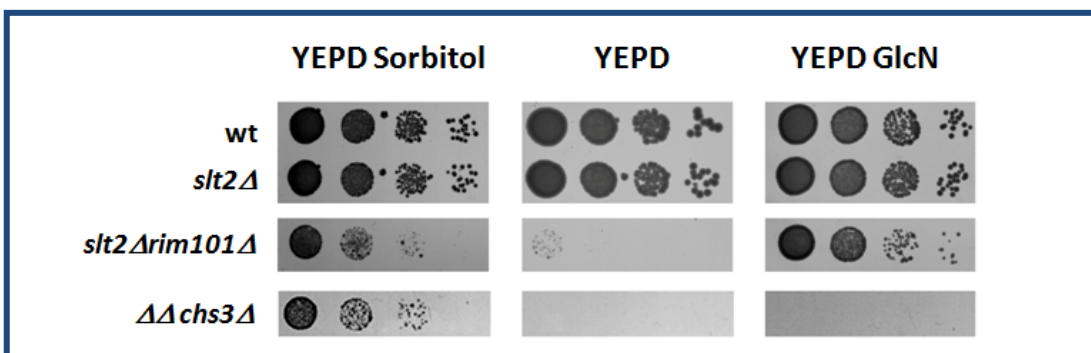 YEPD Sorbitol YEPD YEPD GlcN
wt
slt2Δ
slt2Δrim101Δ
ΔΔchs3Δ